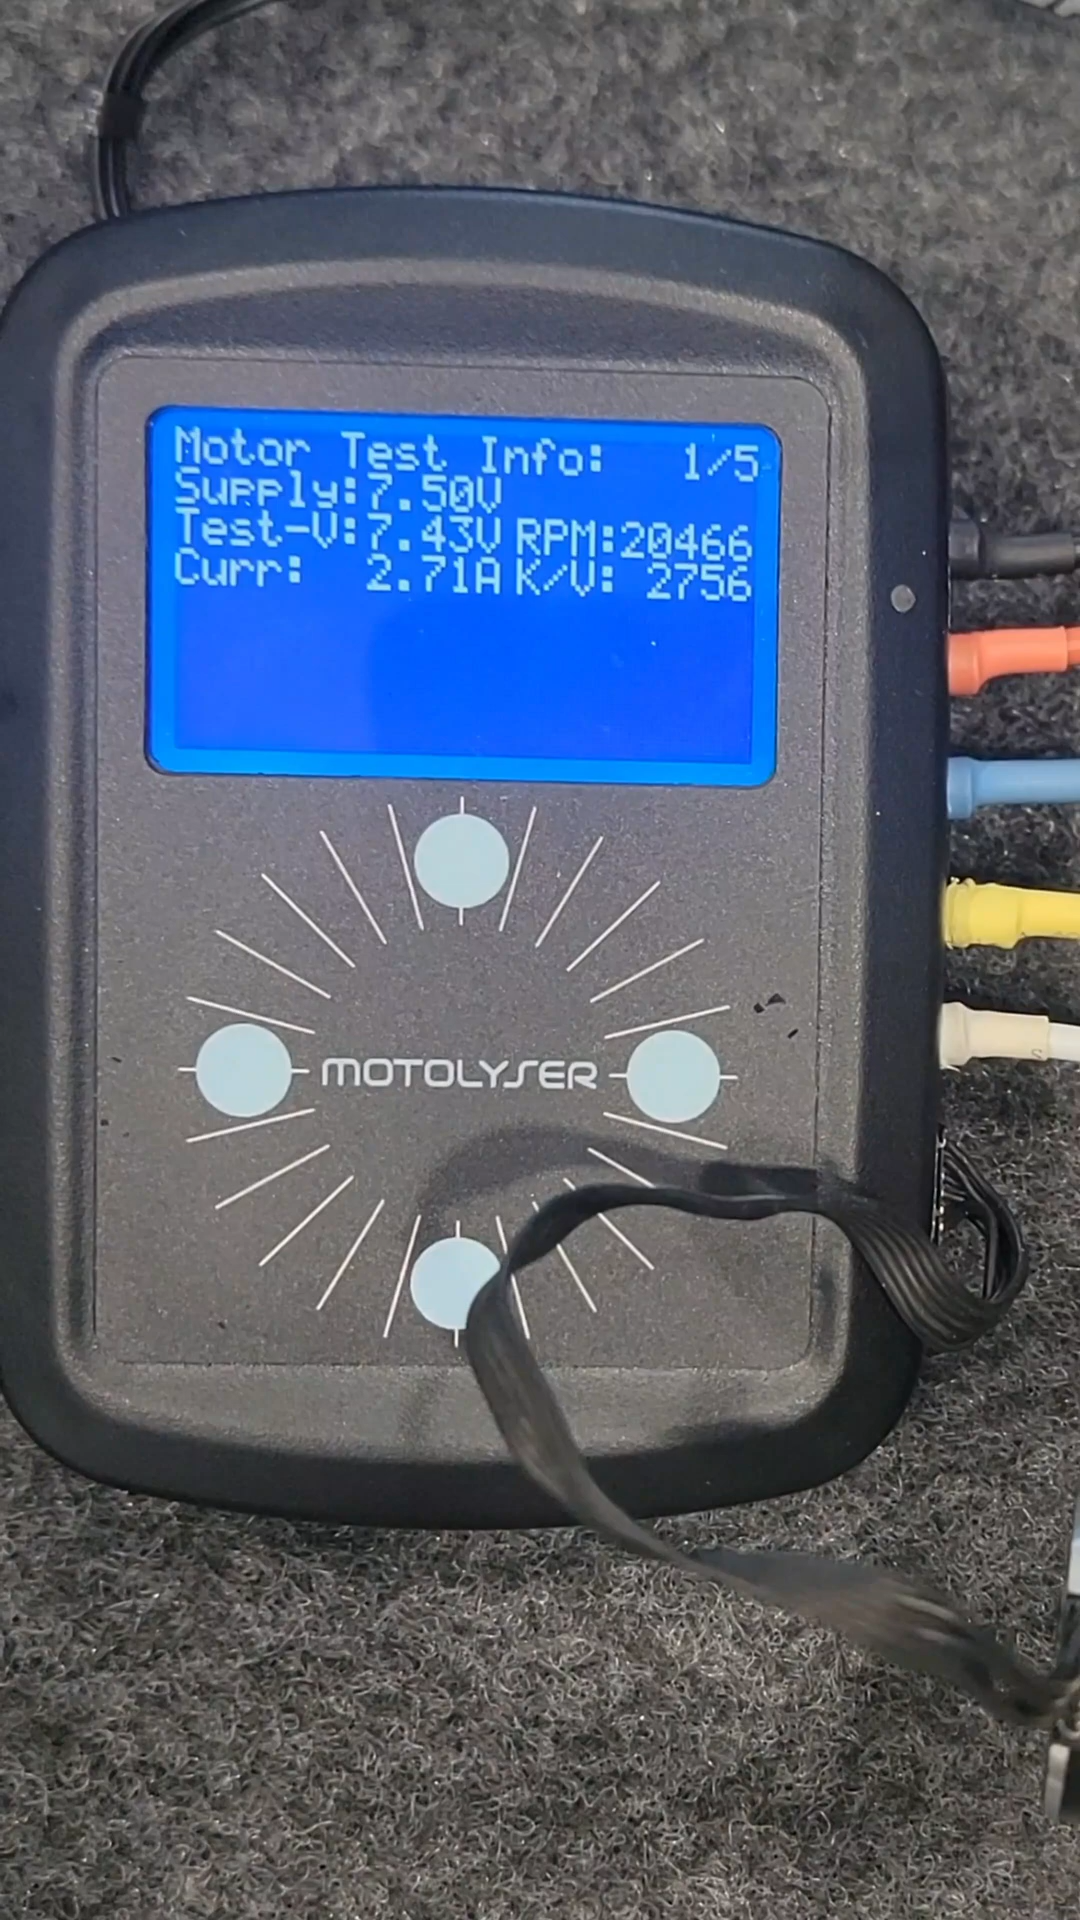 Motor Test Info: 1/5
Supply:7.50V
Test-V:7.43V RPM:20466
Curr: 2.71A K/V: 2756
MOTOLYSER